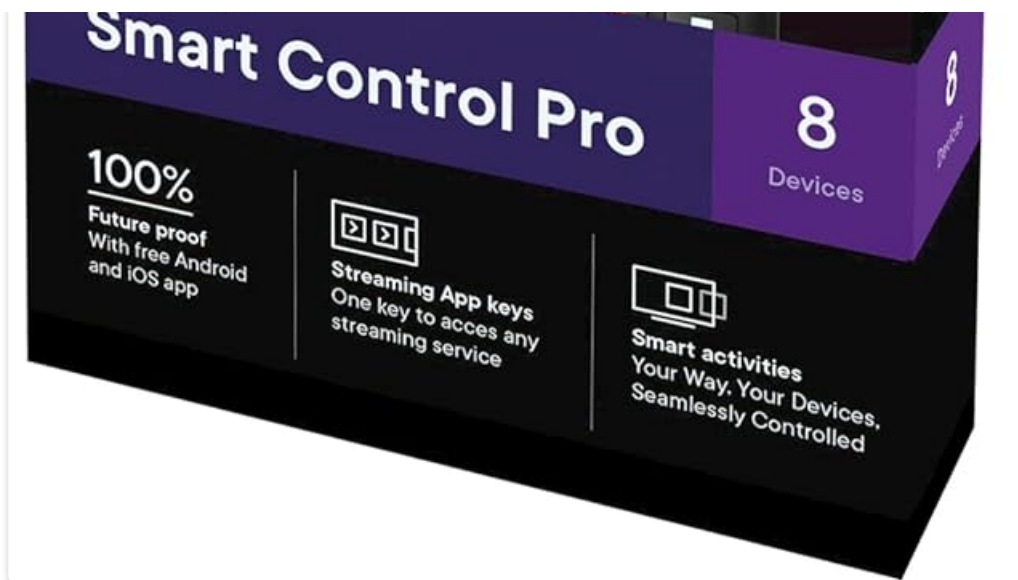 Smart Control Pro
8
Devices
8
Devices
100%
Future proof
With free Android
and iOS app
Streaming App keys
One key to acces any
streaming service
Smart activities
Your Way, Your Devices,
Seamlessly Controlled